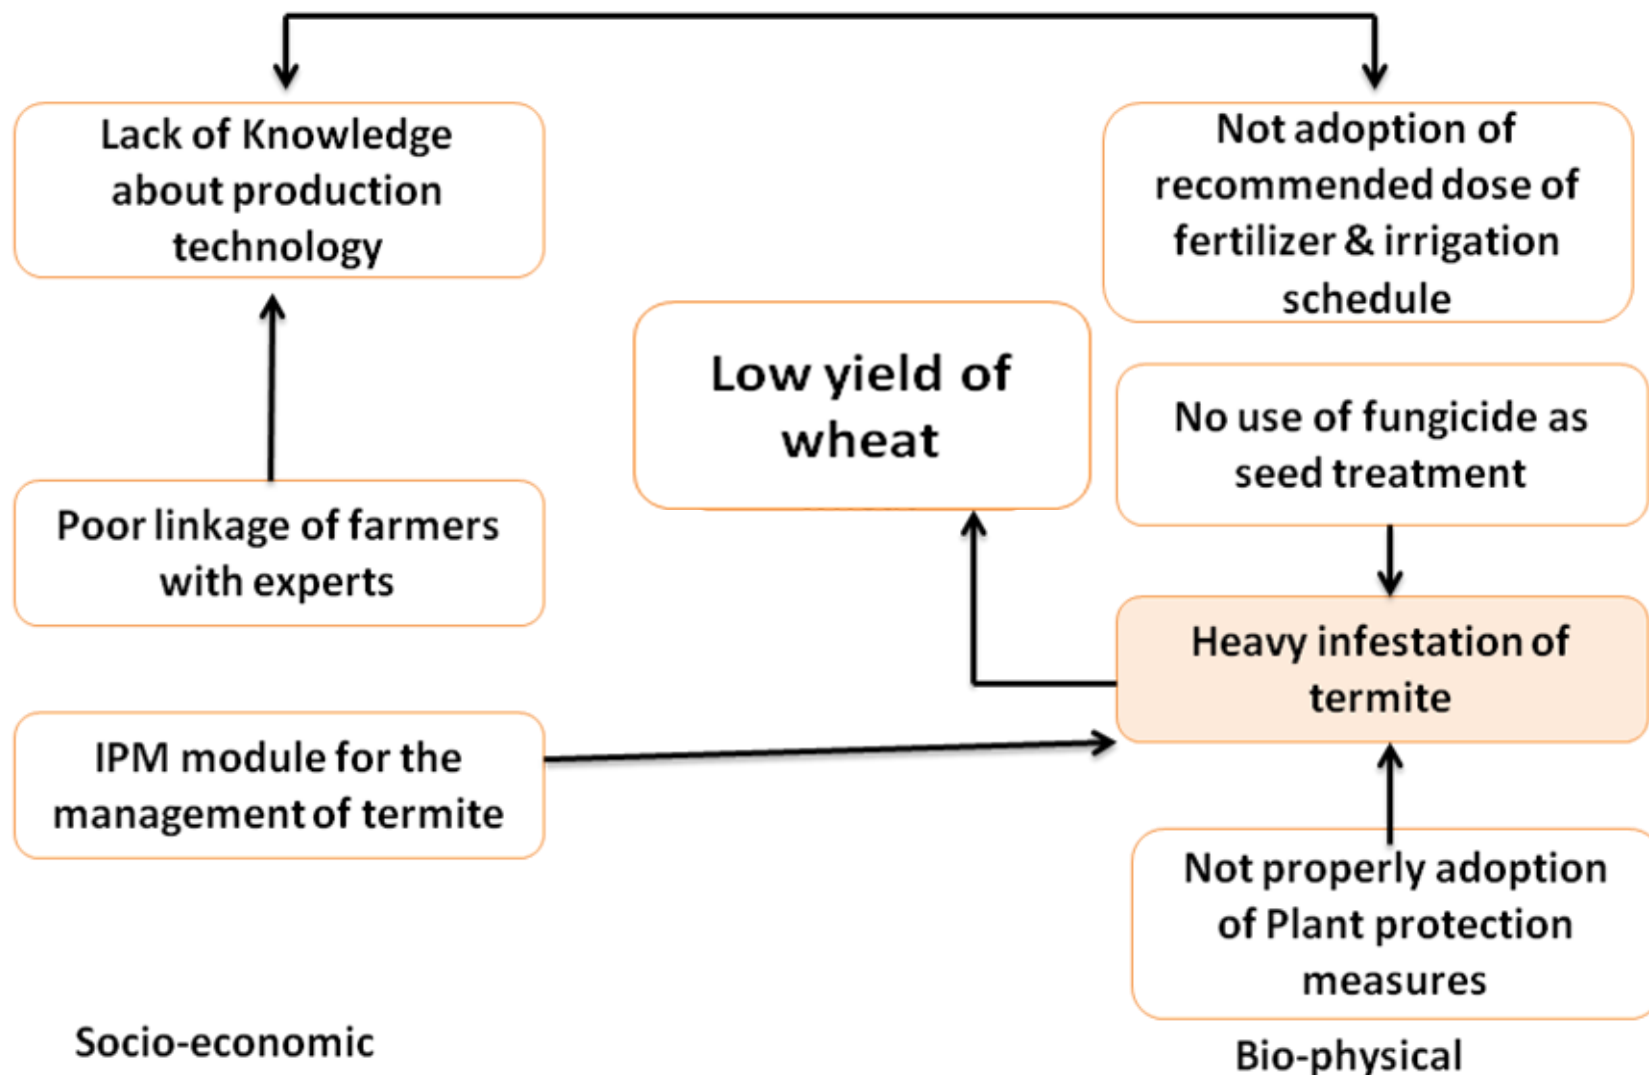 Lack of Knowledge
about production
technology
Not adoption of
recommended dose of
fertilizer & irrigation
schedule
Low yield of
wheat
No use of fungicide as
seed treatment
Poor linkage of farmers
with experts
Heavy infestation of
termite
IPM module for the
management of termite
Not properly adoption
of Plant protection
measures
Socio-economic
Bio-physical